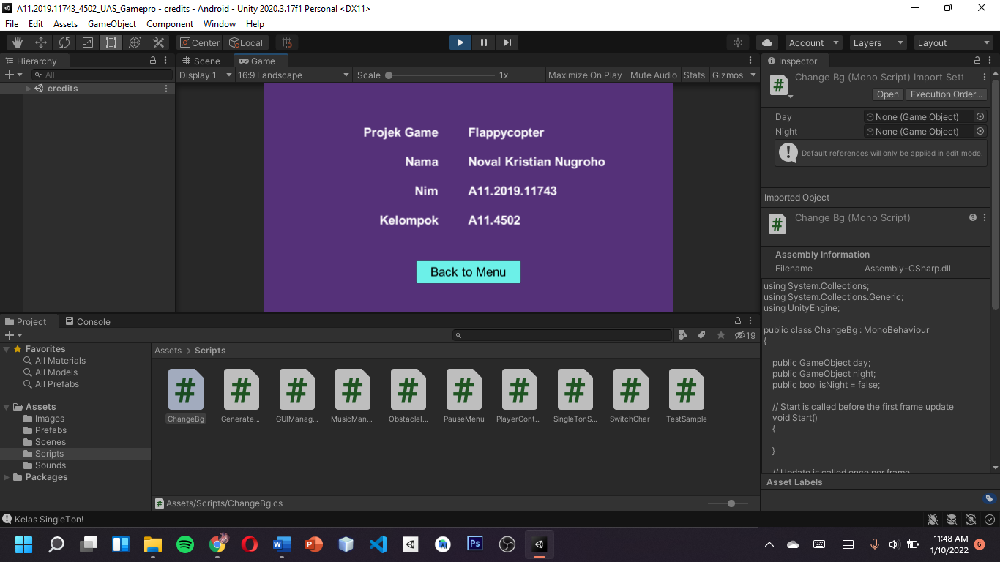 A11.2019.11743_4502_UAS_Gamepro - credits - Android - Unity 2020.3.17f1 Personal <DX11>
File Edit Assets GameObject Component Window Help
Center Local Account Layers Layout
Hierarchy
All
credits
Scene Game
Display 1 16:9 Landscape Scale 1x Maximize On Play Mute Audio Stats Gizmos
Projek Game Flappycopter
Nama Noval Kristian Nugroho
Nim A11.2019.11743
Kelompok A11.4502
Back to Menu
Inspector
Change Bg (Mono Script) Import Sett
Open Execution Order...
Day None (Game Object)
Night None (Game Object)
Default references will only be applied in edit mode.
Imported Object
Change Bg (Mono Script)
Assembly Information
Filename Assembly-CSharp.dll
using System.Collections;
using System.Collections.Generic;
using UnityEngine;
public class ChangeBg : MonoBehaviour
{
public GameObject day;
public GameObject night;
public bool isNight = false;
// Start is called before the first frame update
void Start()
{
}
// Update is called once per frame
Asset Labels
Project Console
19
Favorites
All Materials
All Models
All Prefabs
Assets
Images
Prefabs
Scenes
Scripts
Sounds
Packages
Assets > Scripts
ChangeBg Generate... GUIManag... MusicMan... ObstacleI... PauseMenu PlayerCont... SingleTonS... SwitchChar TestSample
Assets/Scripts/ChangeBg.cs
Kelas SingleTon!
11:48 AM
1/10/2022
6